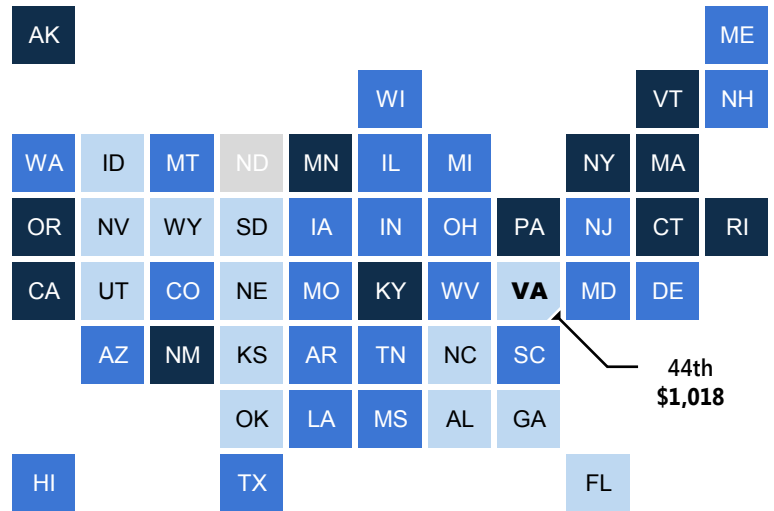 AK ME
WI VT NH
WA ID MT ND MN IL MI NY MA
OR NV WY SD IA IN OH PA NJ CT RI
CA UT CO NE MO KY WV VA MD DE
AZ NM KS AR TN NC SC
44th
$1,018
OK LA MS AL GA
HI TX FL